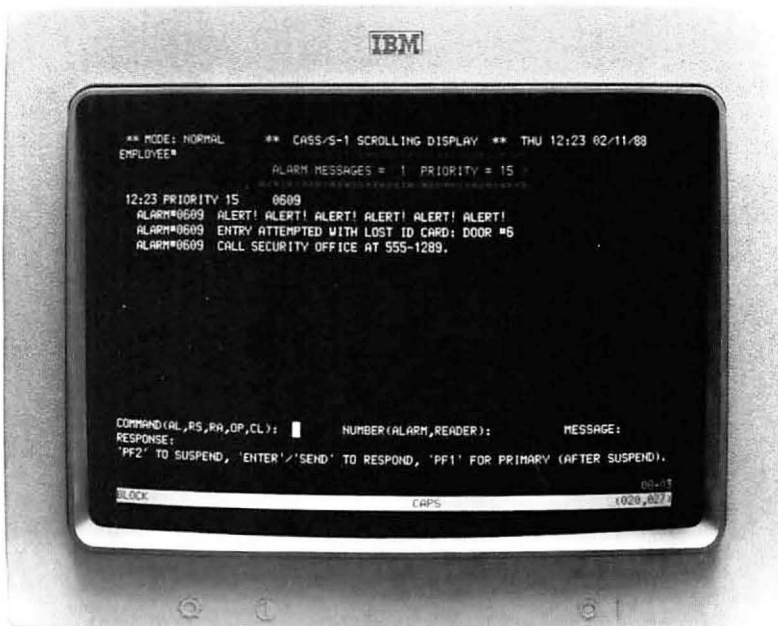 IBM
** MODE: NORMAL ** CASS/S-1 SCROLLING DISPLAY ** THU 12:23 02/11/88
EMPLOYEE#
ALARM MESSAGES = 1 PRIORITY = 15
12:23 PRIORITY 15 0609
ALARM#0609 ALERT! ALERT! ALERT! ALERT! ALERT! ALERT!
ALARM#0609 ENTRY ATTEMPTED WITH LOST ID CARD: DOOR #6
ALARM#0609 CALL SECURITY OFFICE AT 555-1289.
COMMAND(AL,RS,RA,OP,CL): NUMBER(ALARM,READER): MESSAGE:
RESPONSE:
'PF2' TO SUSPEND, 'ENTER'/'SEND' TO RESPOND, 'PF1' FOR PRIMARY (AFTER SUSPEND).
BLOCK CAPS (020,027)